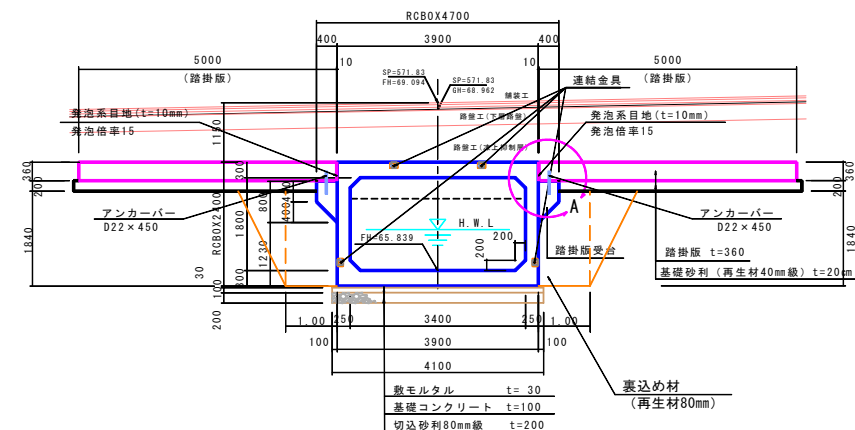 RCBOX4700
400 3900 400
5000 10 10 5000
(踏掛版) (踏掛版)
SP=571.83 SP=571.83
FH=69.094 GH=68.962
連結金具
舗装工
発泡系目地(t=10mm) 発泡系目地(t=10mm)
発泡倍率15 発泡倍率15
路盤工(下層路盤)
路盤工(凍上抑制層)
1150
360 200 300 360 200
アンカーバー アンカーバー
D22×450 D22×450
800 400
H.W.L
A
RCBOX2400 1800 1230
200
200
FH=65.839
踏掛版受台
踏掛版 t=360
基礎砂利(再生材40mm級) t=20cm
1840 1840
30 100 300
200
1.00 250 3400 250 1.00
100 3900 100
4100
敷モルタル t= 30
基礎コンクリート t=100
切込砂利80mm級 t=200
裏込め材
(再生材80mm)